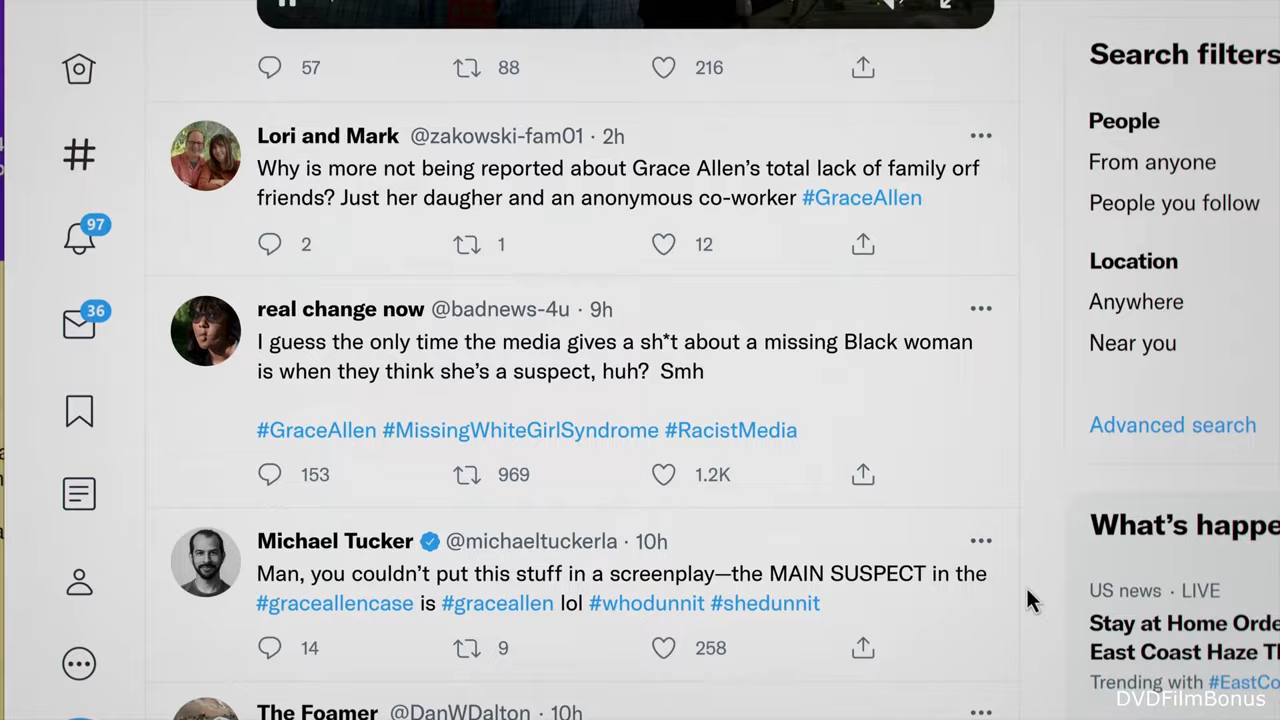 57 88 216
Lori and Mark @zakowski-fam01 · 2h
Why is more not being reported about Grace Allen's total lack of family orf
friends? Just her daugher and an anonymous co-worker #GraceAllen
2 1 12
real change now @badnews-4u · 9h
I guess the only time the media gives a sh*t about a missing Black woman
is when they think she's a suspect, huh?  Smh
#GraceAllen #MissingWhiteGirlSyndrome #RacistMedia
153 969 1.2K
Michael Tucker @michaeltuckerla · 10h
Man, you couldn't put this stuff in a screenplay—the MAIN SUSPECT in the
#graceallencase is #graceallen lol #whodunnit #shedunnit
14 9 258
The Foamer @DanWDalton · 10h
97
36
Search filters
People
From anyone
People you follow
Location
Anywhere
Near you
Advanced search
What's happe
US news · LIVE
Stay at Home Orde
East Coast Haze Tl
Trending with #EastCo
DVDFilmBonus